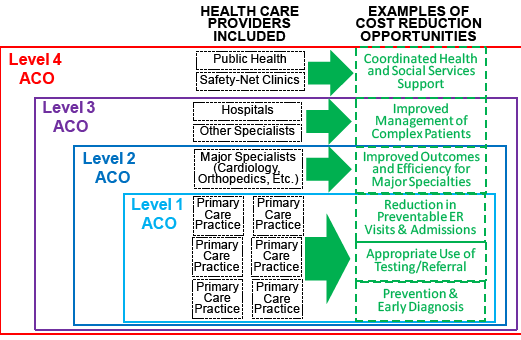 HEALTH CARE
PROVIDERS
INCLUDED
EXAMPLES OF
COST REDUCTION
OPPORTUNITIES
Level 4
ACO
Public Health
Safety-Net Clinics
Coordinated Health
and Social Services
Support
Level 3
ACO
Hospitals
Other Specialists
Improved
Management of
Complex Patients
Level 2
ACO
Major Specialists
(Cardiology,
Orthopedics, Etc.)
Improved Outcomes
and Efficiency for
Major Specialties
Level 1
ACO
Primary
Care
Practice
Primary
Care
Practice
Primary
Care
Practice
Primary
Care
Practice
Primary
Care
Practice
Primary
Care
Practice
Reduction in
Preventable ER
Visits & Admissions
Appropriate Use of
Testing/Referral
Prevention &
Early Diagnosis